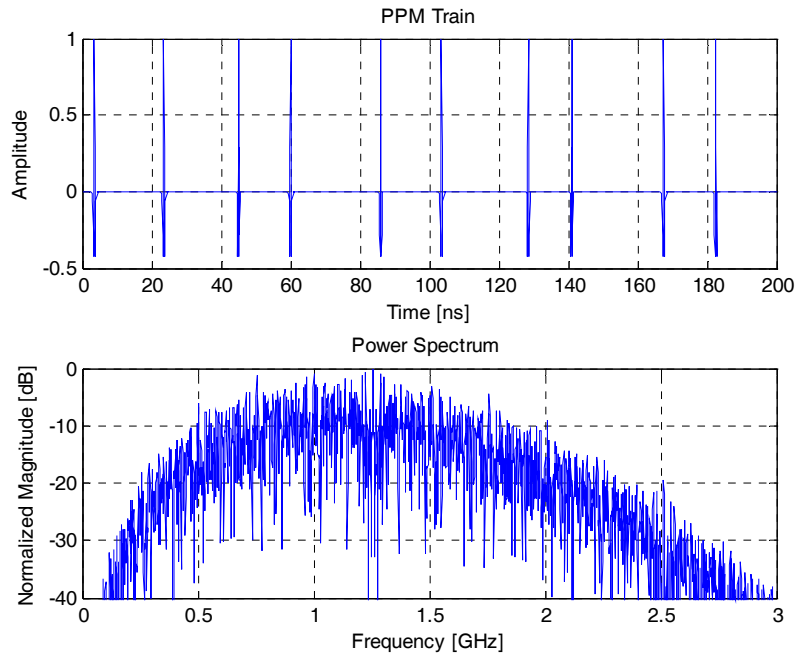 PPM Train
1
0.5
0
-0.5
Amplitude
0 20 40 60 80 100 120 140 160 180 200
Time [ns]
Power Spectrum
0
-10
-20
-30
-40
Normalized Magnitude [dB]
0 0.5 1 1.5 2 2.5 3
Frequency [GHz]